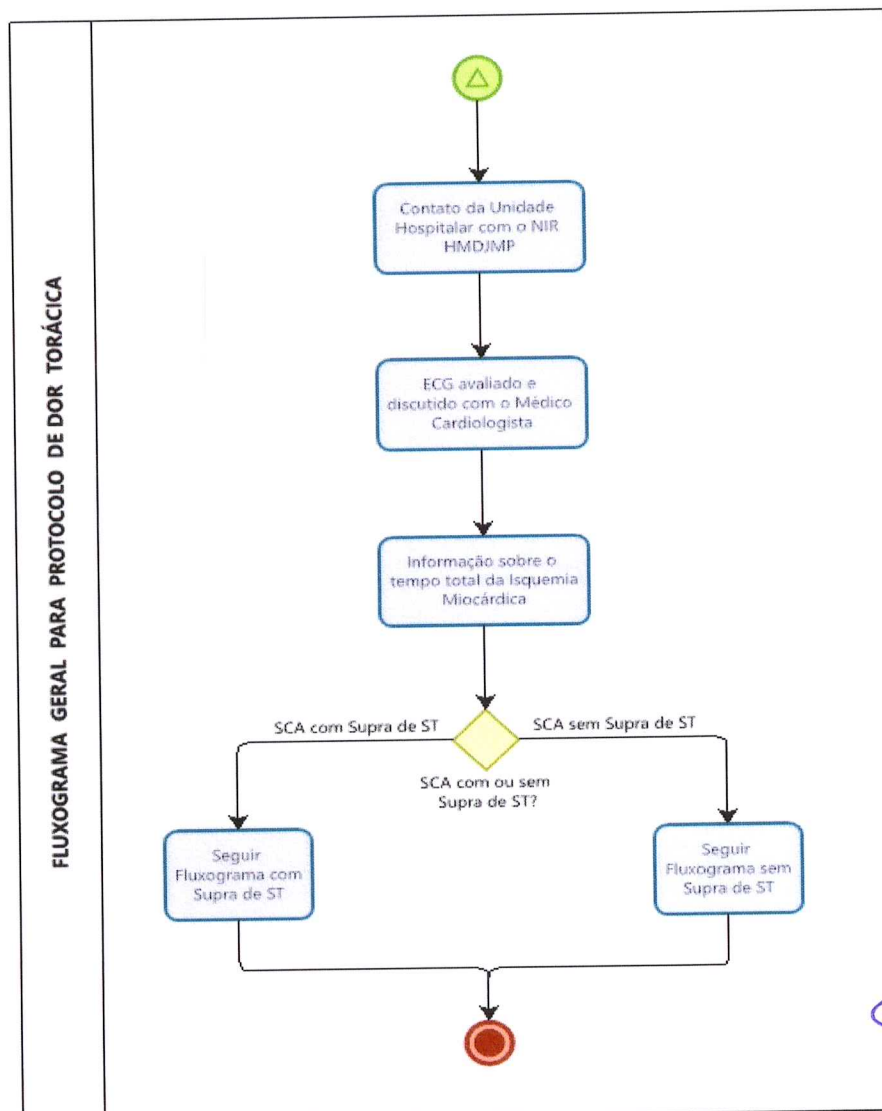 FLUXOGRAMA GERAL PARA PROTOCOLO DE DOR TORÁCICA
Contato da Unidade
Hospitalar com o NIR
HMDJMP
ECG avaliado e
discutido com o Médico
Cardiologista
Informação sobre o
tempo total da Isquemia
Miocárdica
SCA com Supra de ST
SCA sem Supra de ST
SCA com ou sem
Supra de ST?
Seguir
Fluxograma com
Supra de ST
Seguir
Fluxograma sem
Supra de ST